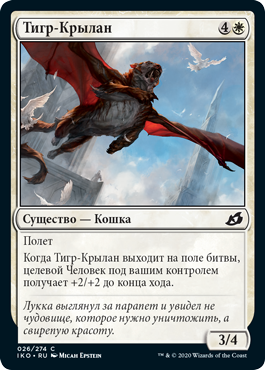 Тигр-Крылан 4
Существо — Кошка
Полет
Когда Тигр-Крылан выходит на поле битвы,
целевой Человек под вашим контролем
получает +2/+2 до конца хода.
Лукка выглянул за парапет и увидел не
чудовище, которое нужно уничтожить, а
свирепую красоту.
3/4
026/274 C
IKO • RU Micah Epstein
™ & © 2020 Wizards of the Coast